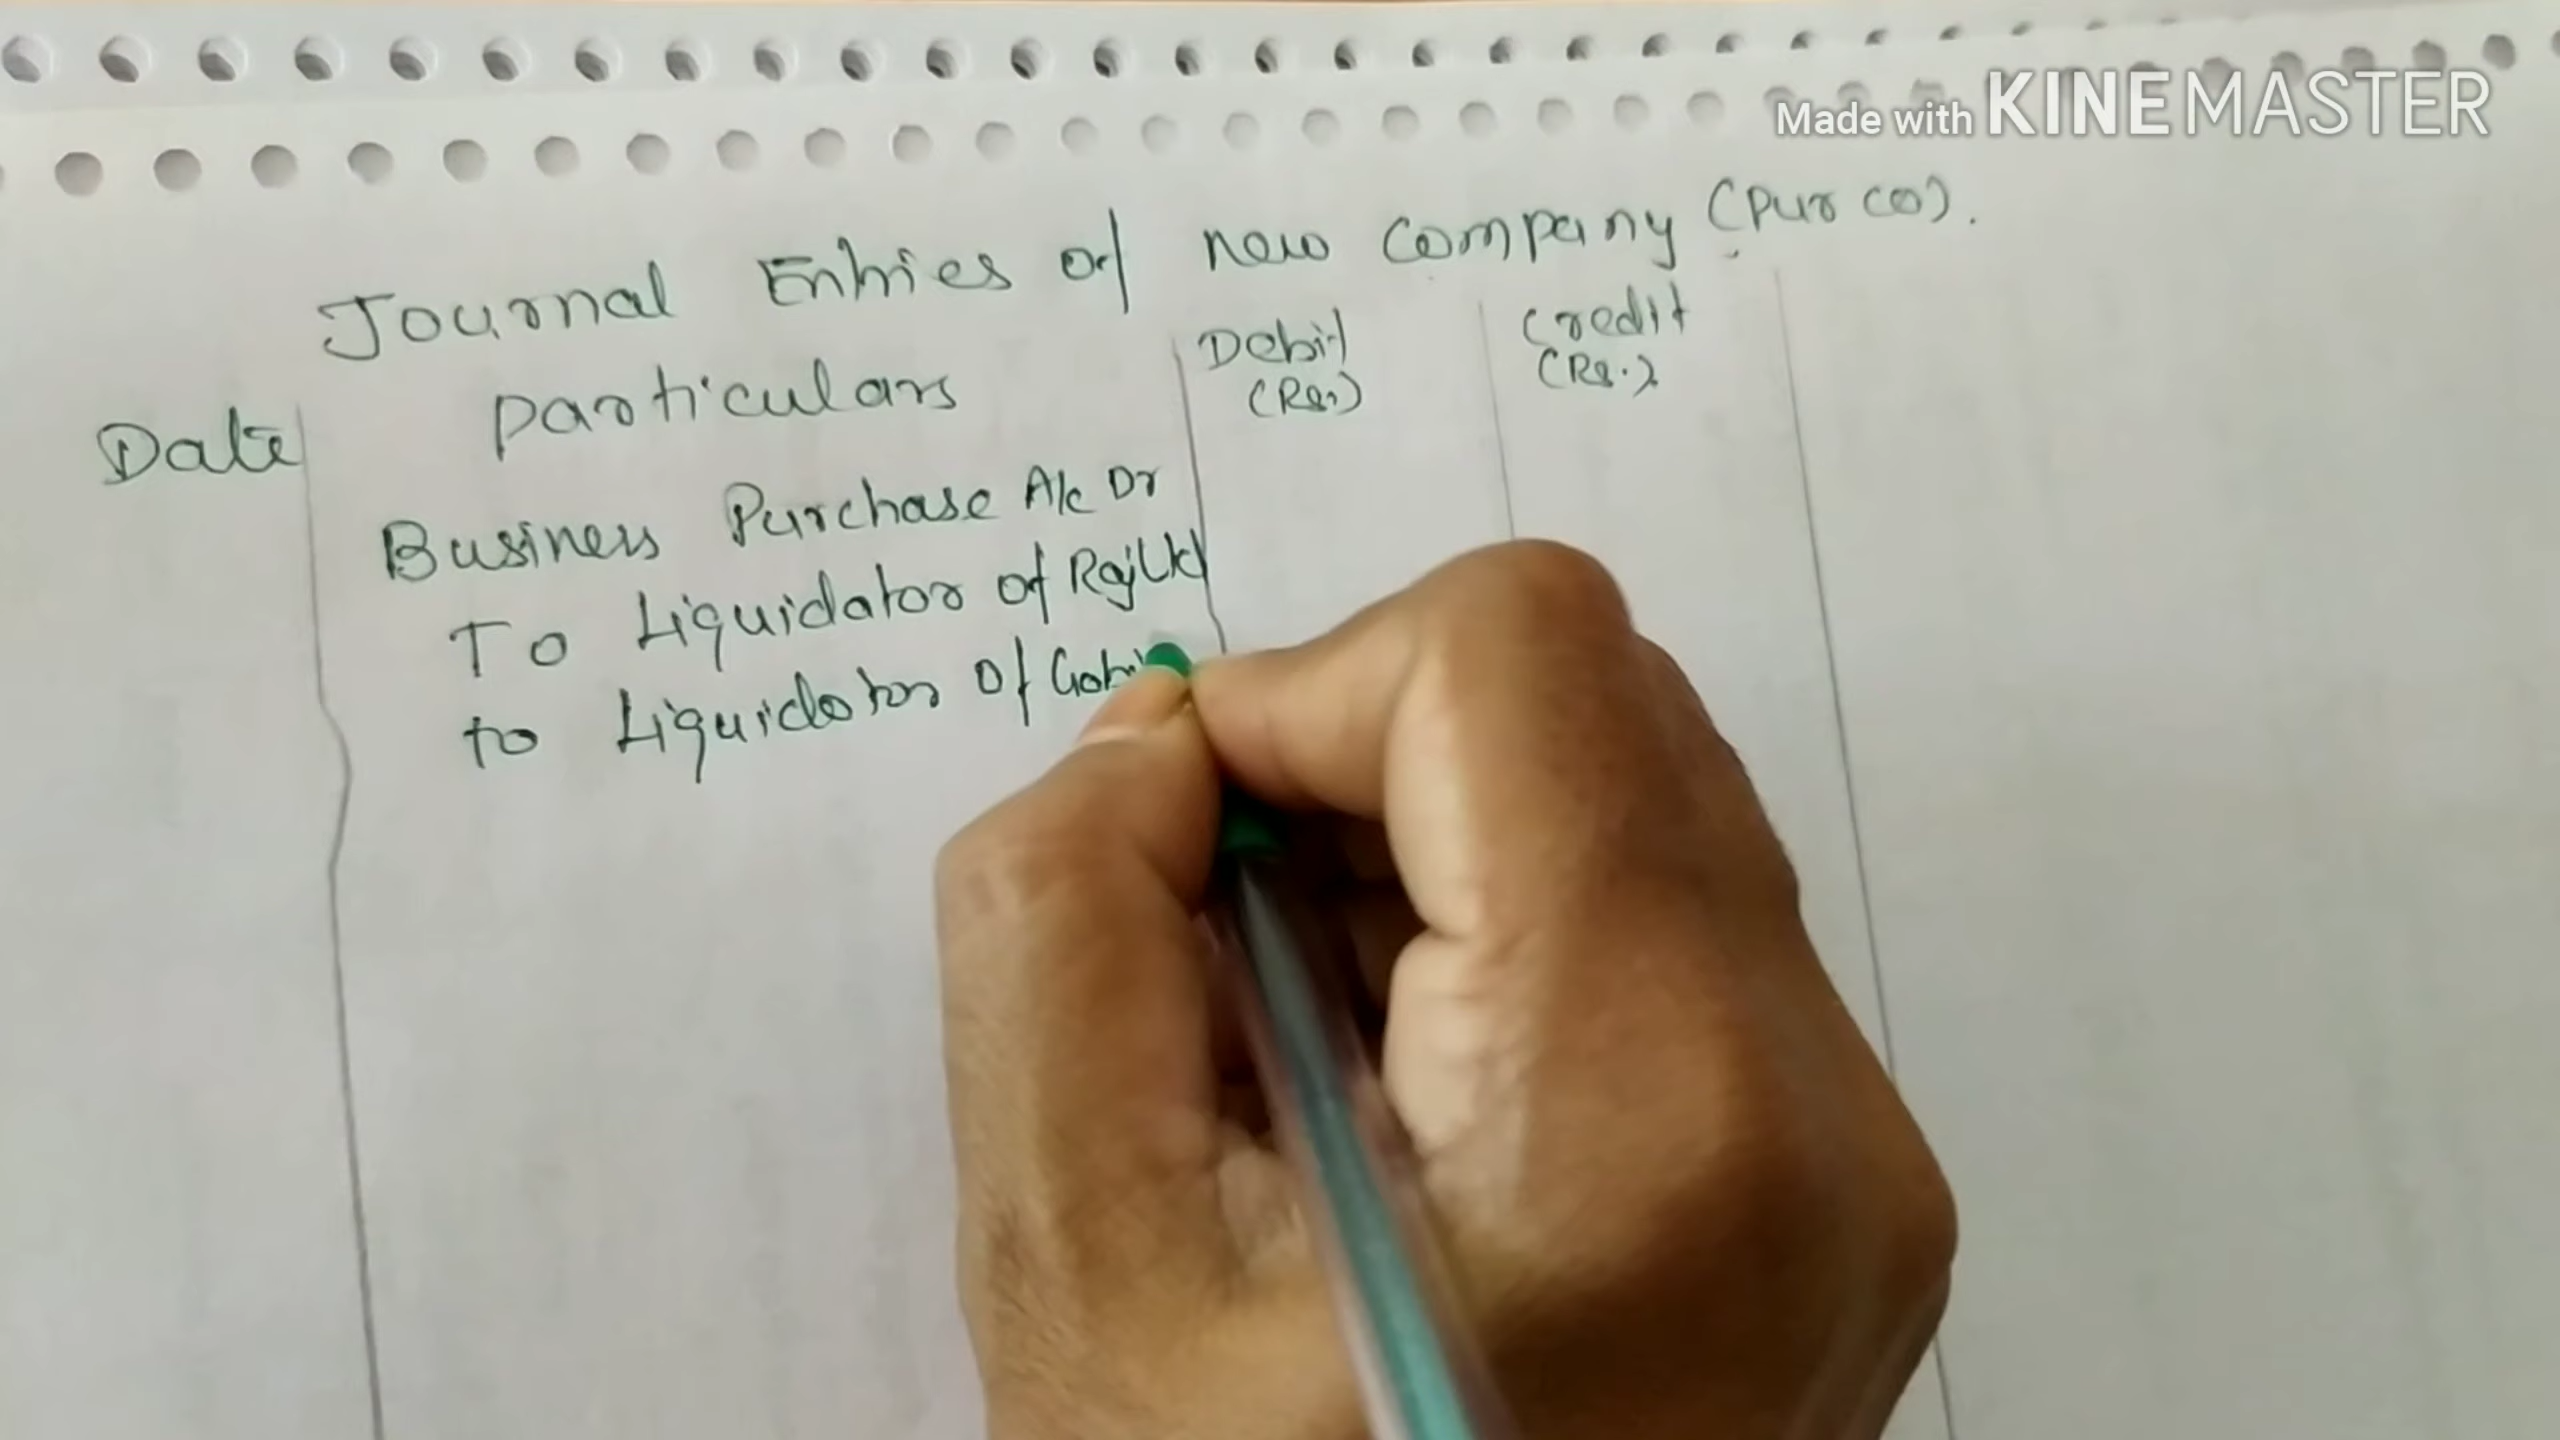 Made with KINEMASTER
Journal Entries of new company (Pur co).
Date
particulars
Debit
(Rs.)
Credit
(Rs.)
Business Purchase A/c Dr
To Liquidator of Raj Ltd
to Liquidator of